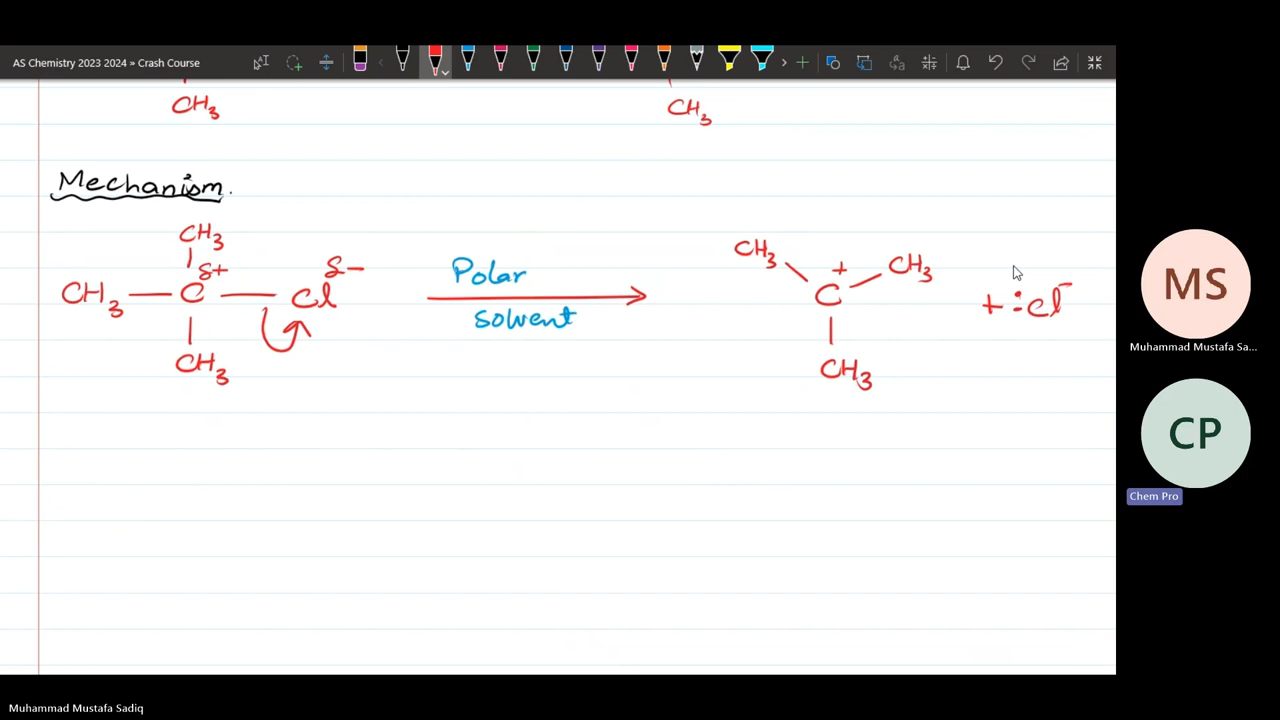 AS Chemistry 2023 2024 » Crash Course
CH3
CH3
Mechanism.
CH3
δ+
δ−
CH3 — C — Cl
CH3
Polar
solvent
CH3
+
CH3
C
+ :Cl−
CH3
MS
Muhammad Mustafa Sa...
CP
Chem Pro
Muhammad Mustafa Sadiq